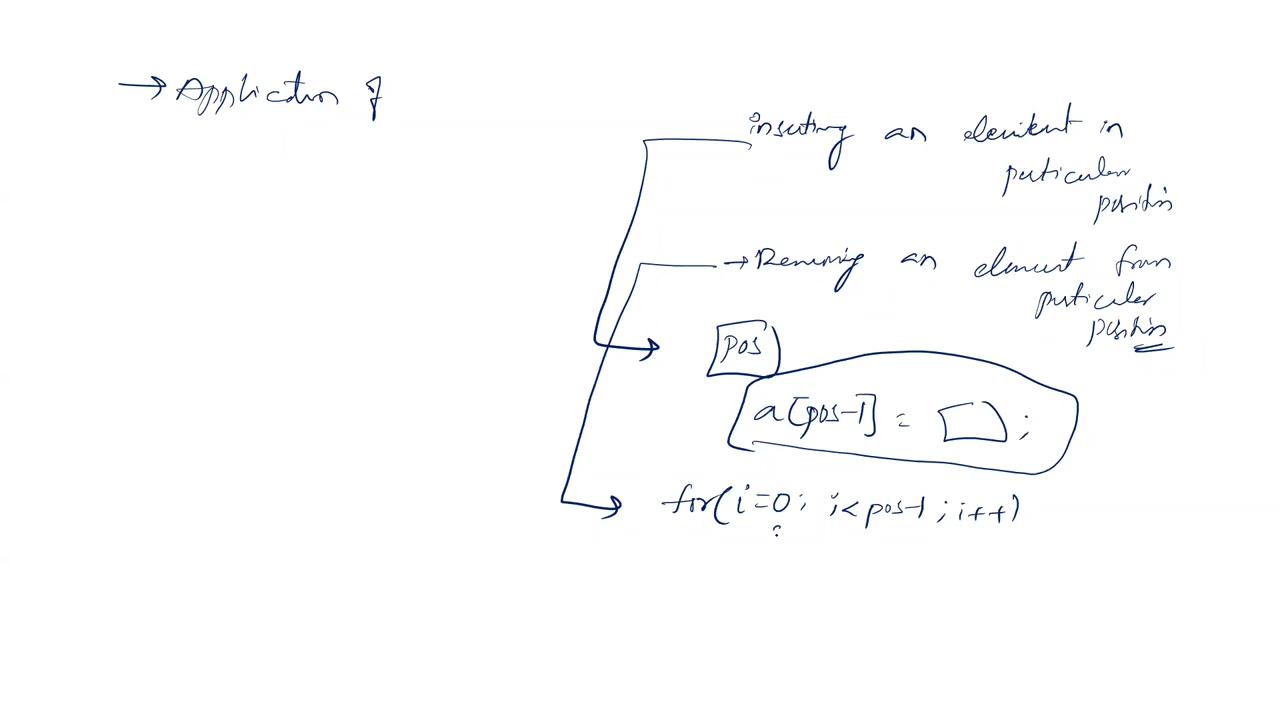 → Application of
inserting an element in
particular
position
→ Removing an element from
particular
position
pos
a[pos-1] = ;
for(i=0; i<pos-1; i++)